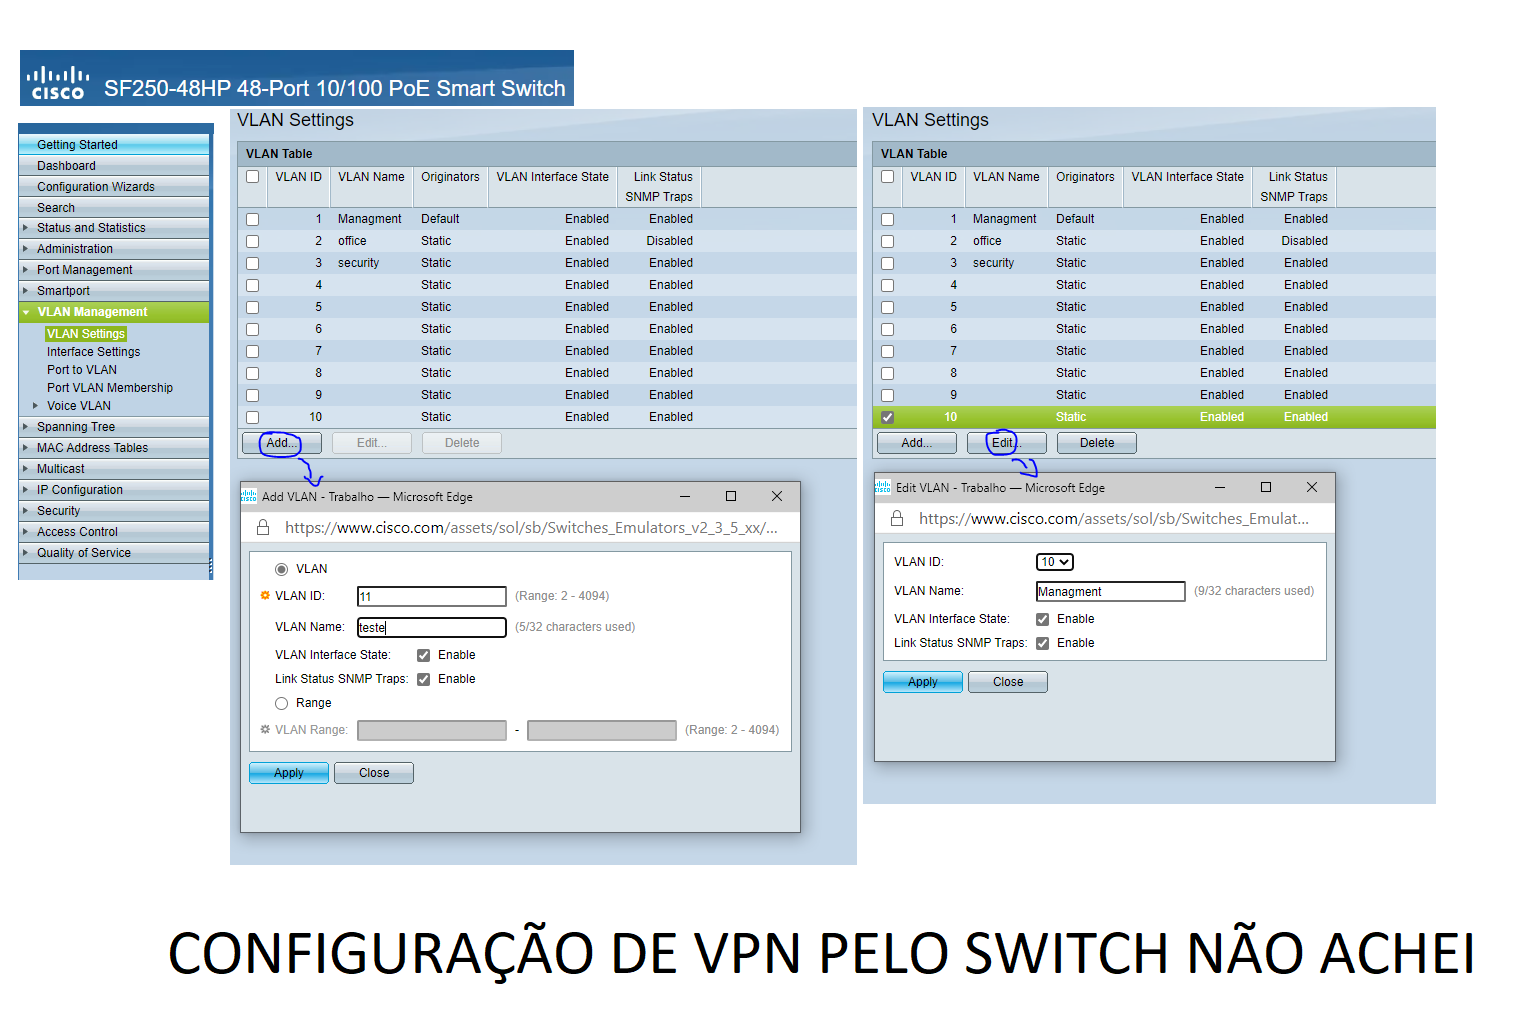 cisco SF250-48HP 48-Port 10/100 PoE Smart Switch
Getting Started
Dashboard
Configuration Wizards
Search
Status and Statistics
Administration
Port Management
Smartport
VLAN Management
VLAN Settings
Interface Settings
Port to VLAN
Port VLAN Membership
Voice VLAN
Spanning Tree
MAC Address Tables
Multicast
IP Configuration
Security
Access Control
Quality of Service
VLAN Settings
VLAN Table
VLAN ID VLAN Name Originators VLAN Interface State Link Status
SNMP Traps
1 Managment Default Enabled Enabled
2 office Static Enabled Disabled
3 security Static Enabled Enabled
4 Static Enabled Enabled
5 Static Enabled Enabled
6 Static Enabled Enabled
7 Static Enabled Enabled
8 Static Enabled Enabled
9 Static Enabled Enabled
10 Static Enabled Enabled
Add... Edit... Delete
cisco Add VLAN - Trabalho — Microsoft Edge
https://www.cisco.com/assets/sol/sb/Switches_Emulators_v2_3_5_xx/...
VLAN
VLAN ID: 11 (Range: 2 - 4094)
VLAN Name: teste (5/32 characters used)
VLAN Interface State: Enable
Link Status SNMP Traps: Enable
Range
VLAN Range: - (Range: 2 - 4094)
Apply Close
VLAN Settings
VLAN Table
VLAN ID VLAN Name Originators VLAN Interface State Link Status
SNMP Traps
1 Managment Default Enabled Enabled
2 office Static Enabled Disabled
3 security Static Enabled Enabled
4 Static Enabled Enabled
5 Static Enabled Enabled
6 Static Enabled Enabled
7 Static Enabled Enabled
8 Static Enabled Enabled
9 Static Enabled Enabled
10 Static Enabled Enabled
Add... Edit... Delete
cisco Edit VLAN - Trabalho — Microsoft Edge
https://www.cisco.com/assets/sol/sb/Switches_Emulat...
VLAN ID: 10
VLAN Name: Managment (9/32 characters used)
VLAN Interface State: Enable
Link Status SNMP Traps: Enable
Apply Close
CONFIGURAÇÃO DE VPN PELO SWITCH NÃO ACHEI